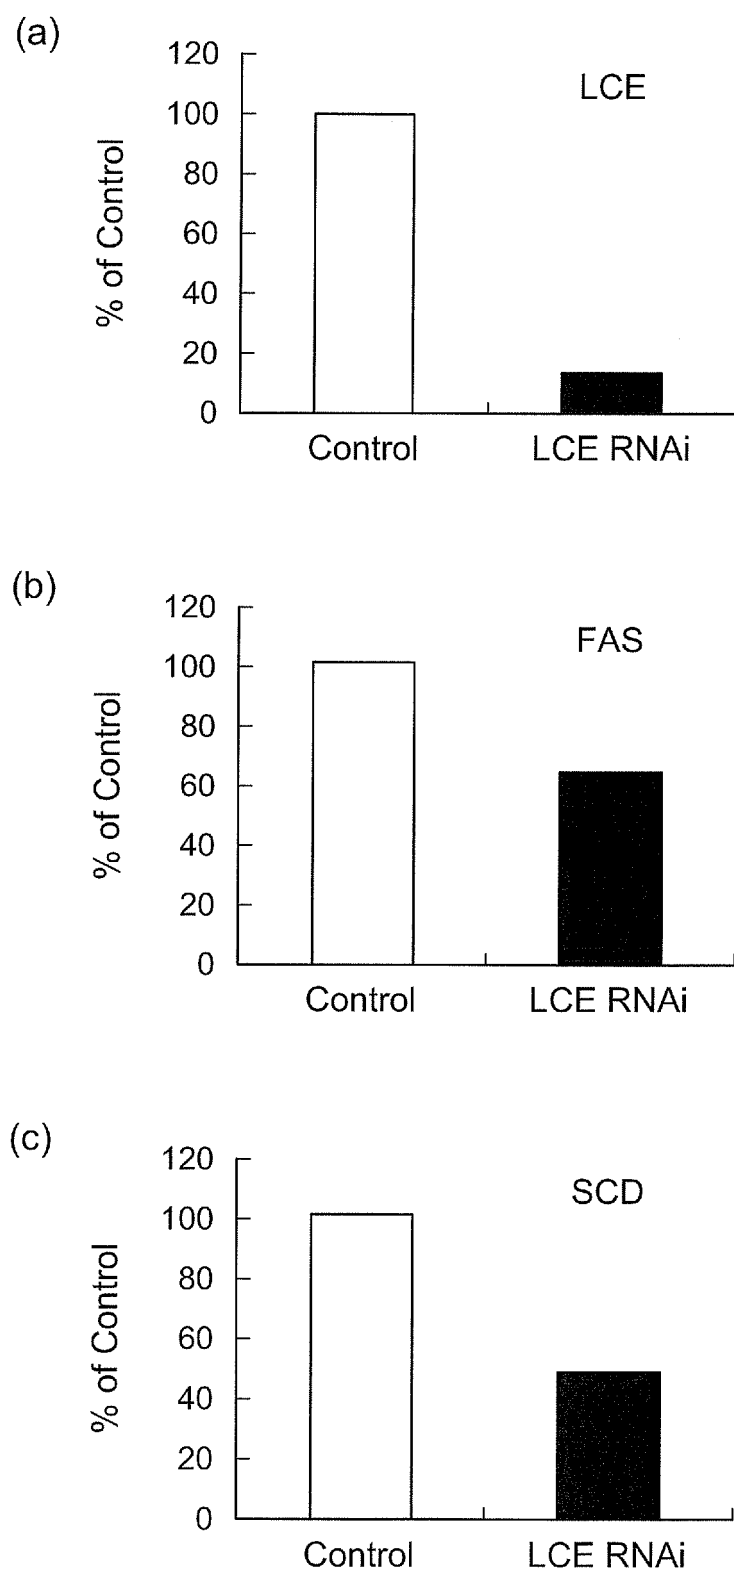 (a)
LCE
% of Control
120
100
80
60
40
20
0
Control
LCE RNAi
(b)
FAS
% of Control
120
100
80
60
40
20
0
Control
LCE RNAi
(c)
SCD
% of Control
120
100
80
60
40
20
0
Control
LCE RNAi